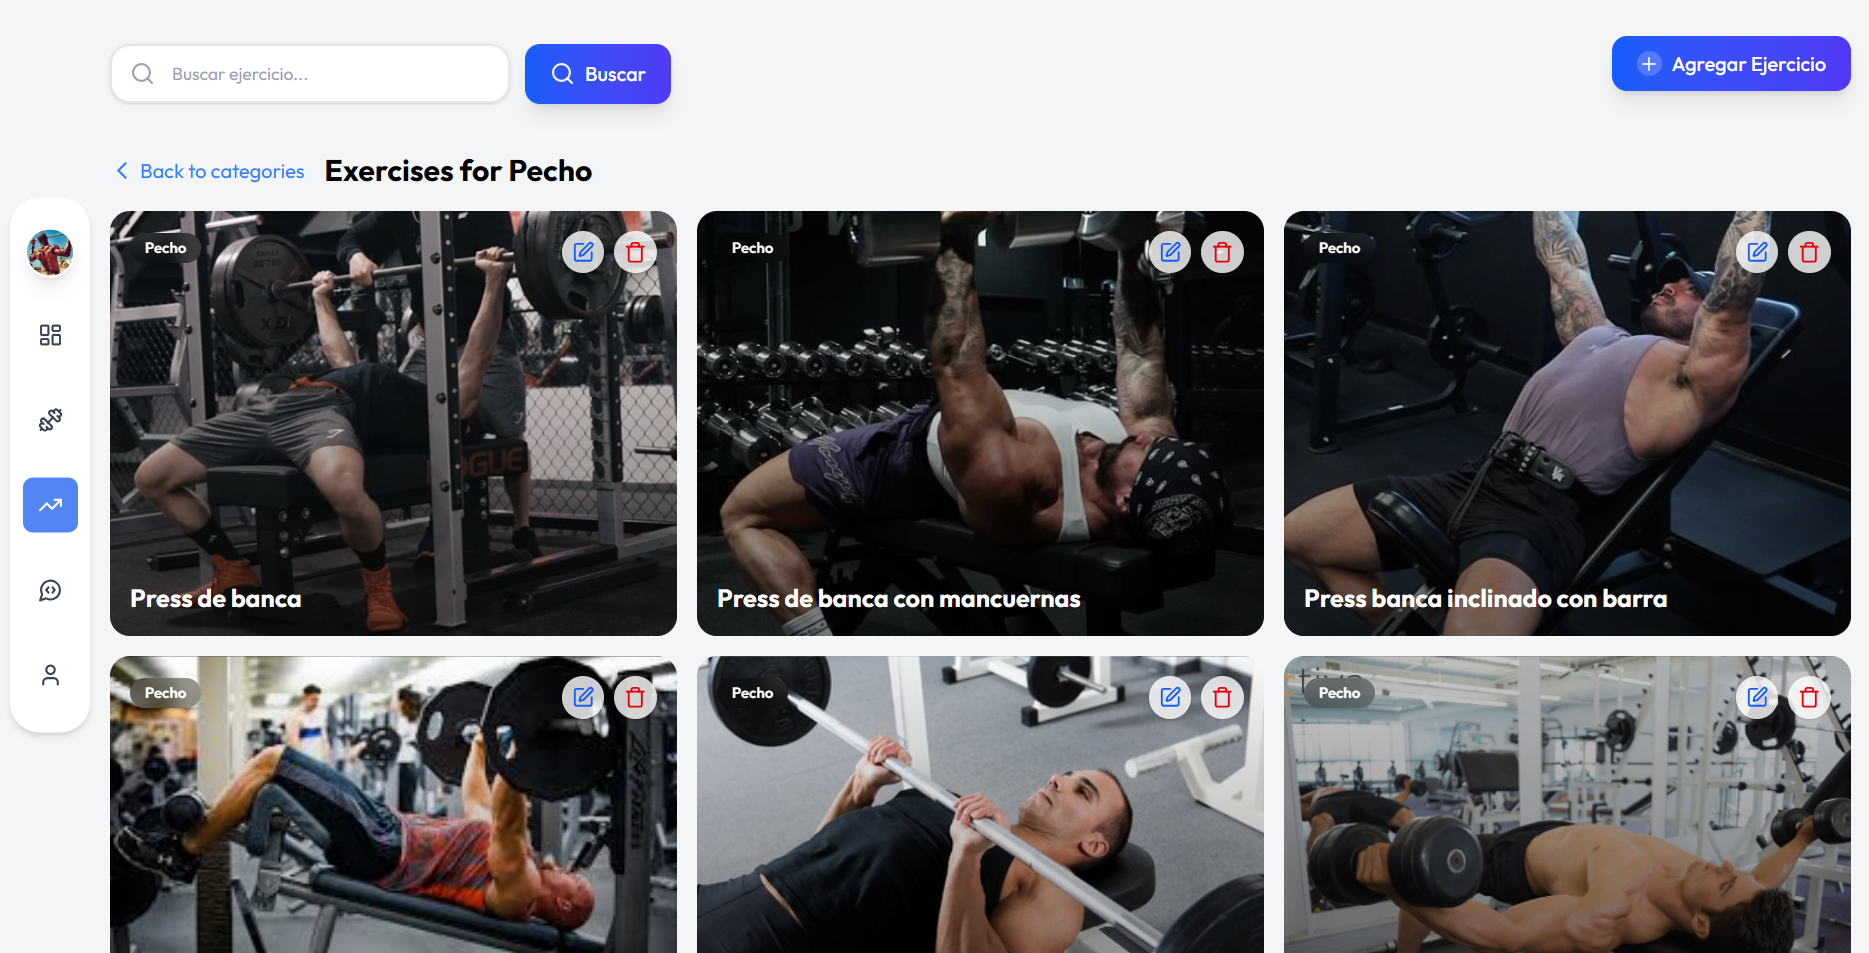 Buscar ejercicio...
Buscar
Agregar Ejercicio
Back to categories
Exercises for Pecho
Pecho
Press de banca
Pecho
Press de banca con mancuernas
Pecho
Press banca inclinado con barra
Pecho
Pecho
Pecho